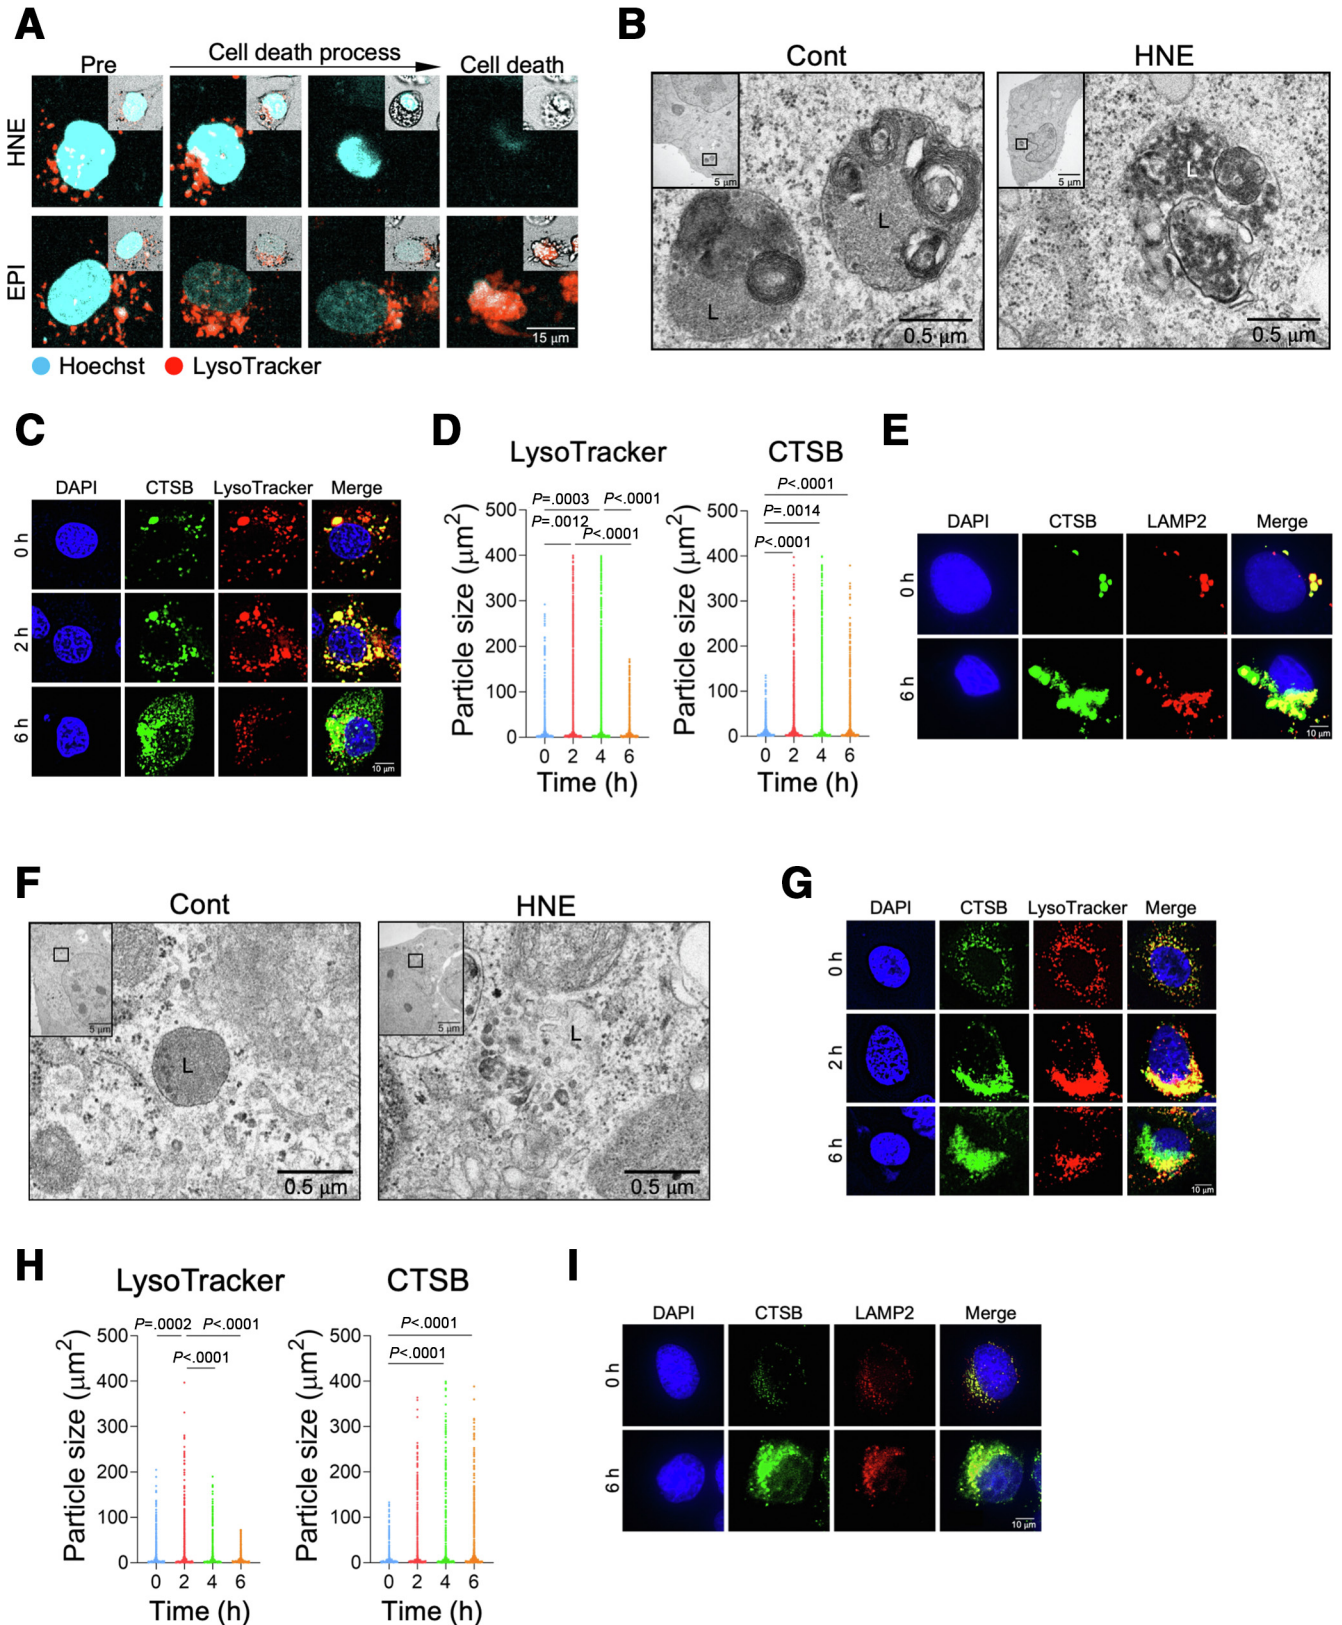 A
Pre
Cell death process
Cell death
HNE
EPI
15 μm
Hoechst
LysoTracker
B
Cont
HNE
5 μm
L
L
0.5 μm
5 μm
L
0.5 μm
C
DAPI CTSB LysoTracker Merge
0 h
2 h
6 h
10 μm
D
LysoTracker
P=.0003 P<.0001
P=.0012
P<.0001
Particle size (μm²)
500
400
300
200
100
0
0 2 4 6
Time (h)
CTSB
P<.0001
P=.0014
P<.0001
Particle size (μm²)
500
400
300
200
100
0
0 2 4 6
Time (h)
E
DAPI CTSB LAMP2 Merge
0 h
6 h
10 μm
F
Cont
HNE
5 μm
L
0.5 μm
5 μm
L
0.5 μm
G
DAPI CTSB LysoTracker Merge
0 h
2 h
6 h
10 μm
H
LysoTracker
P=.0002 P<.0001
P<.0001
Particle size (μm²)
500
400
300
200
100
0
0 2 4 6
Time (h)
CTSB
P<.0001
P<.0001
Particle size (μm²)
500
400
300
200
100
0
0 2 4 6
Time (h)
I
DAPI CTSB LAMP2 Merge
0 h
6 h
10 μm